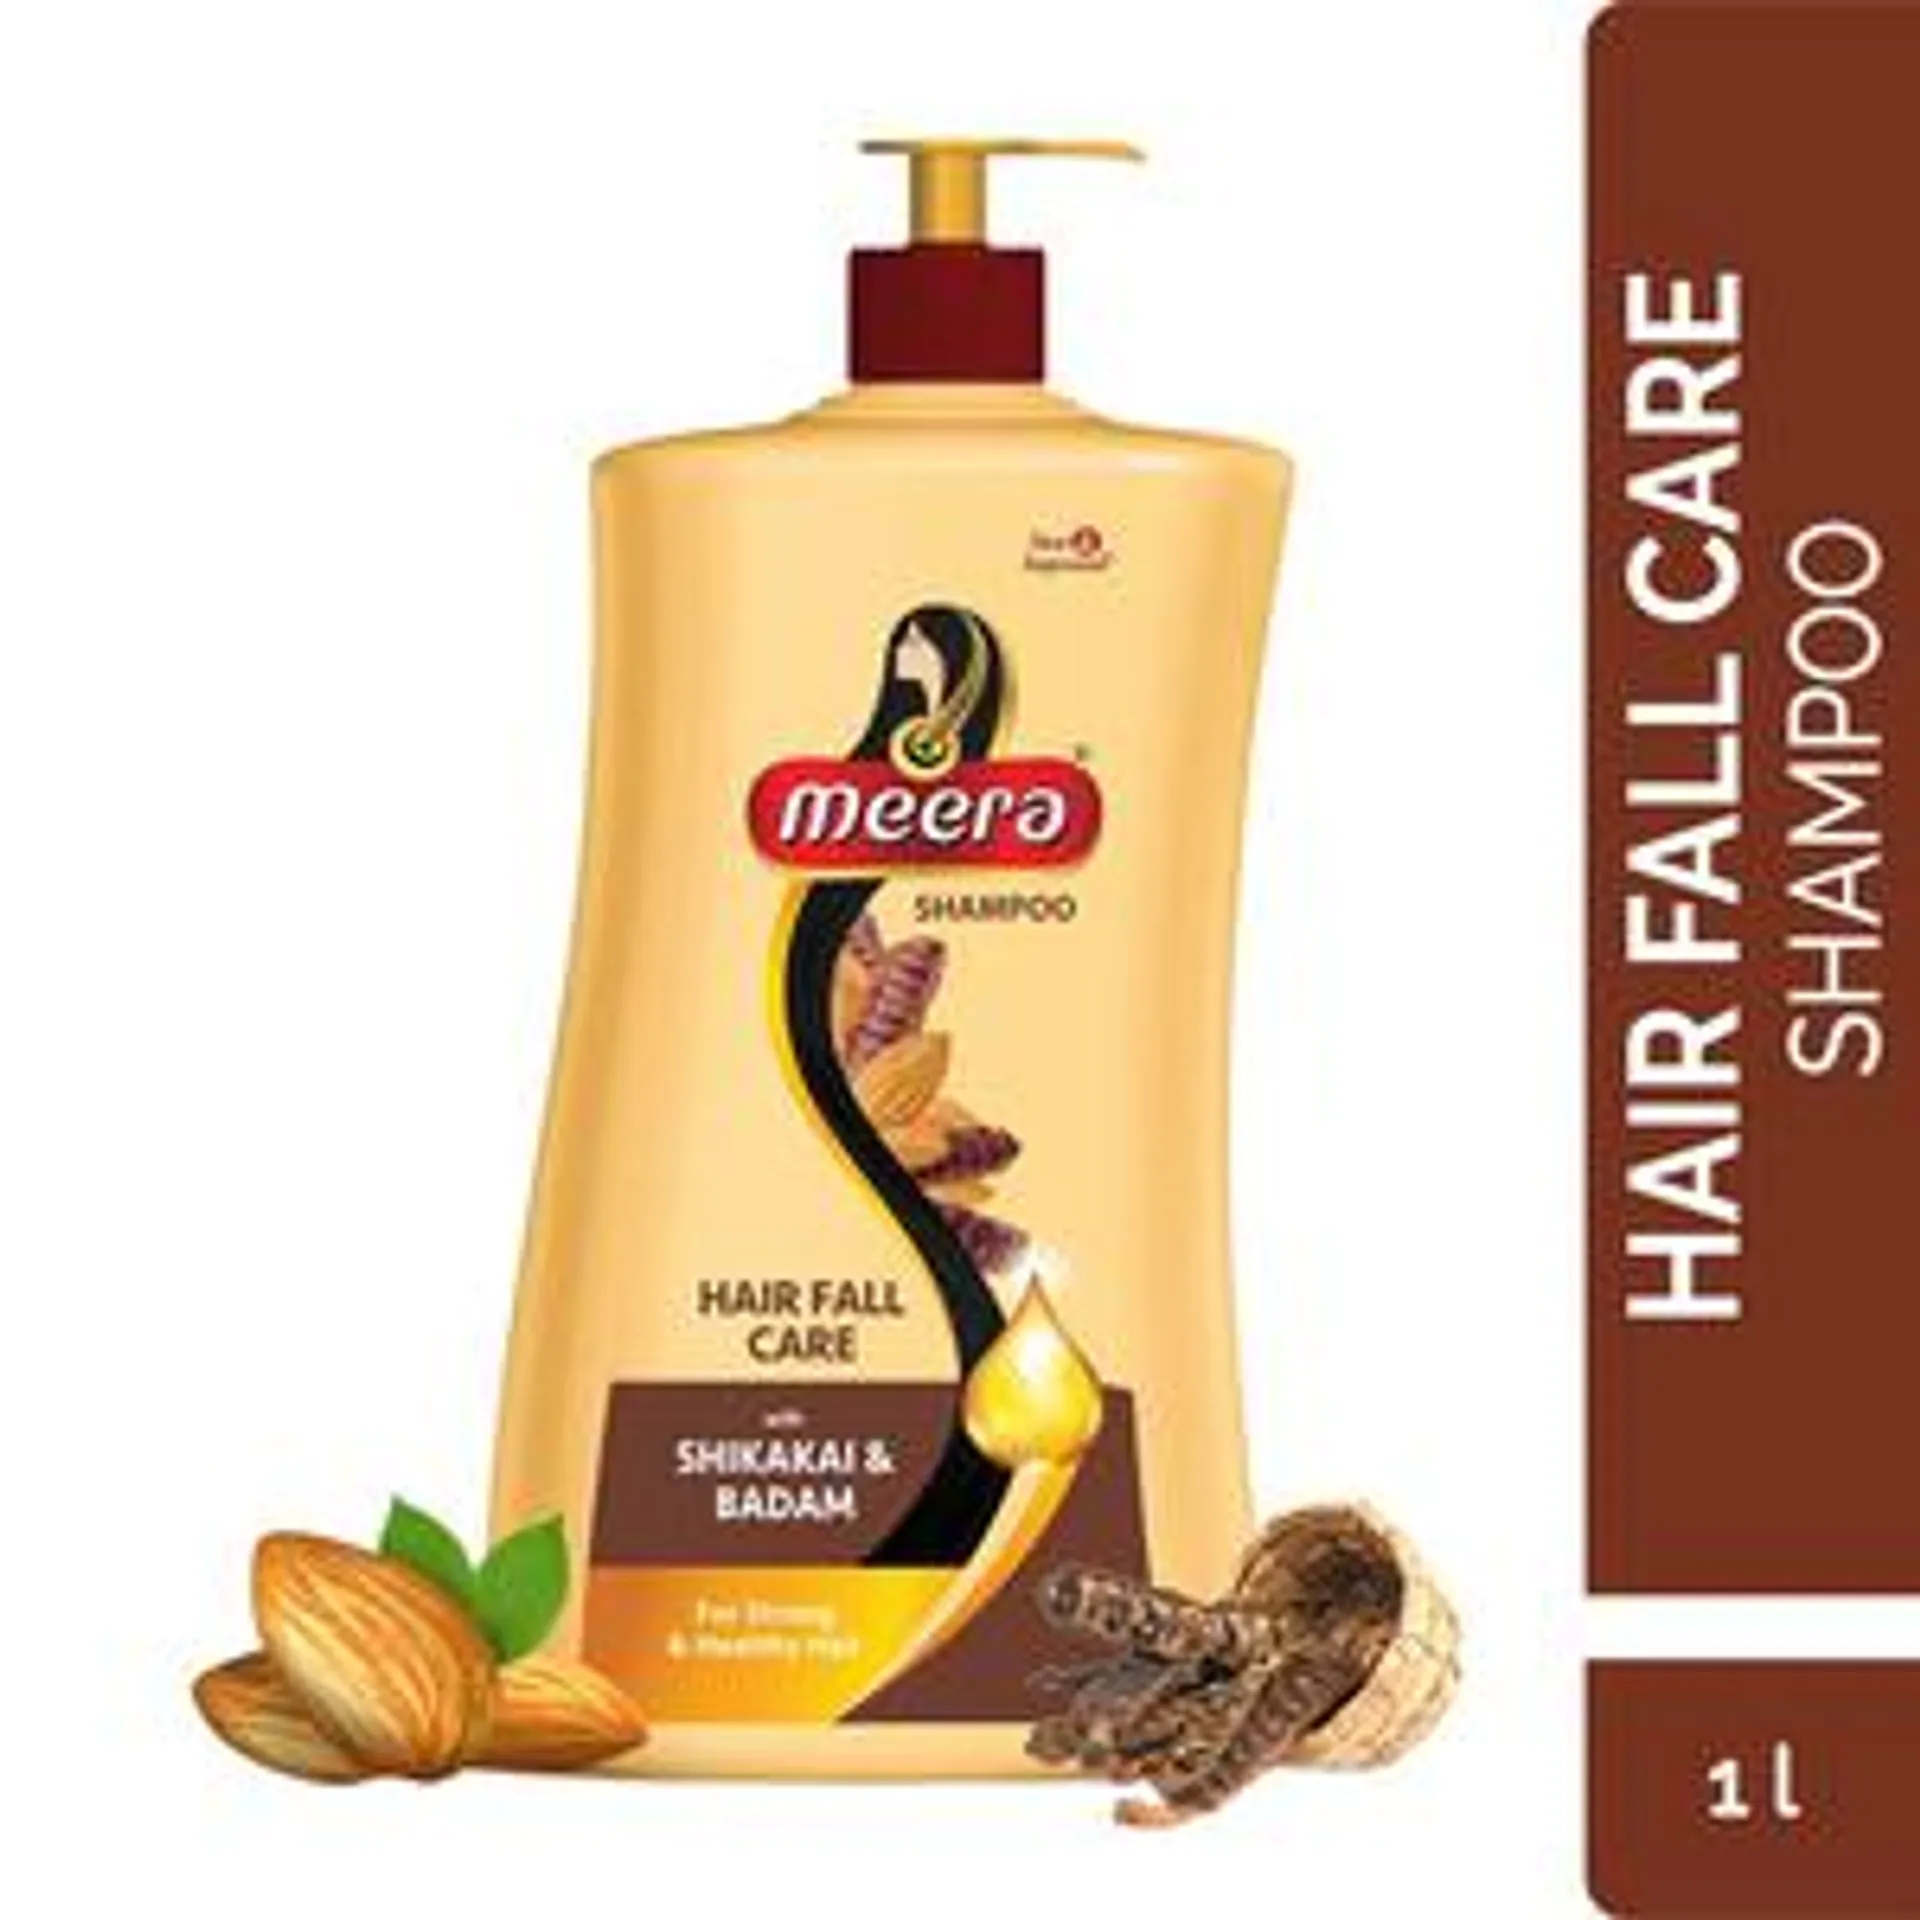 meera
SHAMPOO
HAIR FALL
CARE
with
SHIKAKAI &
BADAM
For Strong
& Healthy Hair
HAIR FALL CARE
SHAMPOO
1 l